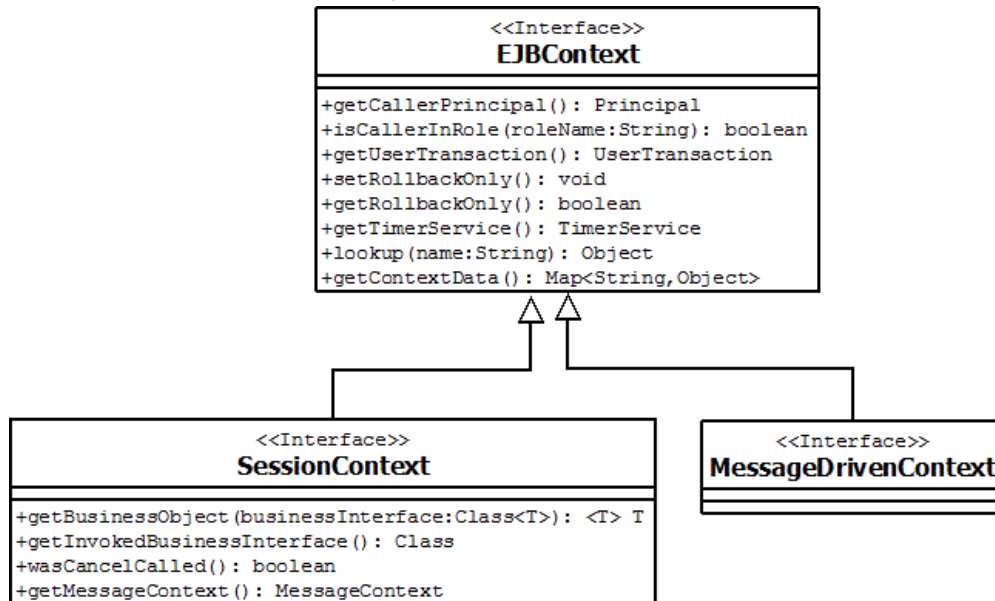 <<Interface>>
EJBContext
+getCallerPrincipal(): Principal
+isCallerInRole(roleName:String): boolean
+getUserTransaction(): UserTransaction
+setRollbackOnly(): void
+getRollbackOnly(): boolean
+getTimerService(): TimerService
+lookup(name:String): Object
+getContextData(): Map<String,Object>
<<Interface>>
SessionContext
+getBusinessObject(businessInterface:Class<T>): <T> T
+getInvokedBusinessInterface(): Class
+wasCancelCalled(): boolean
+getMessageContext(): MessageContext
<<Interface>>
MessageDrivenContext